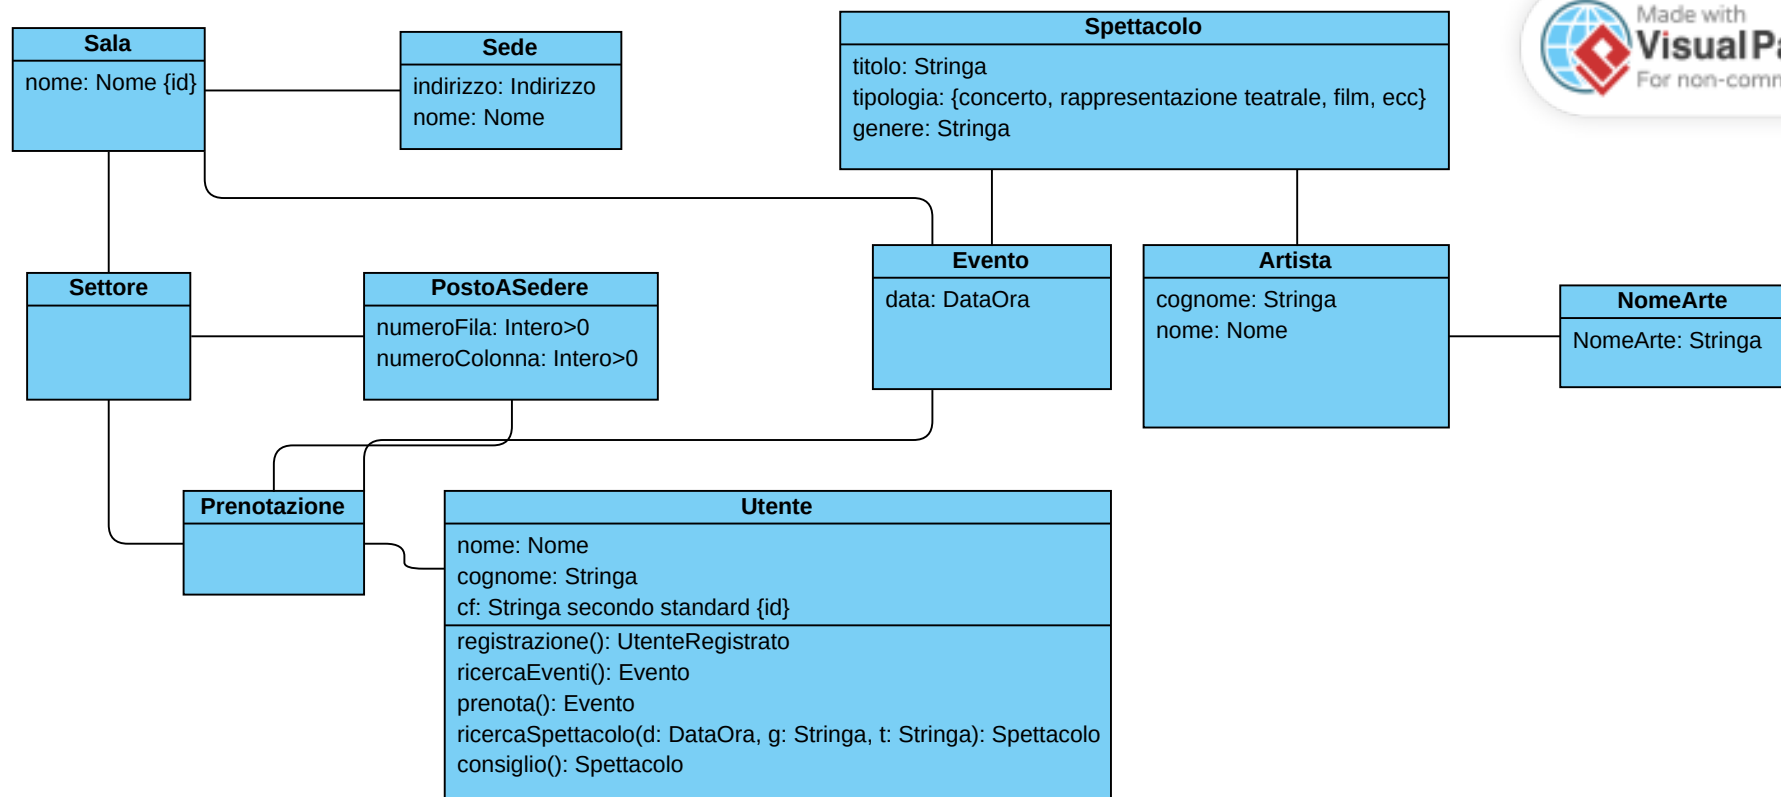 Sala
nome: Nome {id}
Sede
indirizzo: Indirizzo
nome: Nome
Spettacolo
titolo: Stringa
tipologia: {concerto, rappresentazione teatrale, film, ecc}
genere: Stringa
Made with
Visual
For
Settore
PostoASedere
numeroFila: Intero>0
numeroColonna: Intero>0
Evento
data: DataOra
Artista
cognome: Stringa
nome: Nome
NomeArte
NomeArte: Stringa
Prenotazione
Utente
nome: Nome
cognome: Stringa
cf: Stringa secondo standard {id}
registrazione(): UtenteRegistrato
ricercaEventi(): Evento
prenota(): Evento
ricercaSpettacolo(d: DataOra, g: Stringa, t: Stringa): Spettacolo
consiglio(): Spettacolo